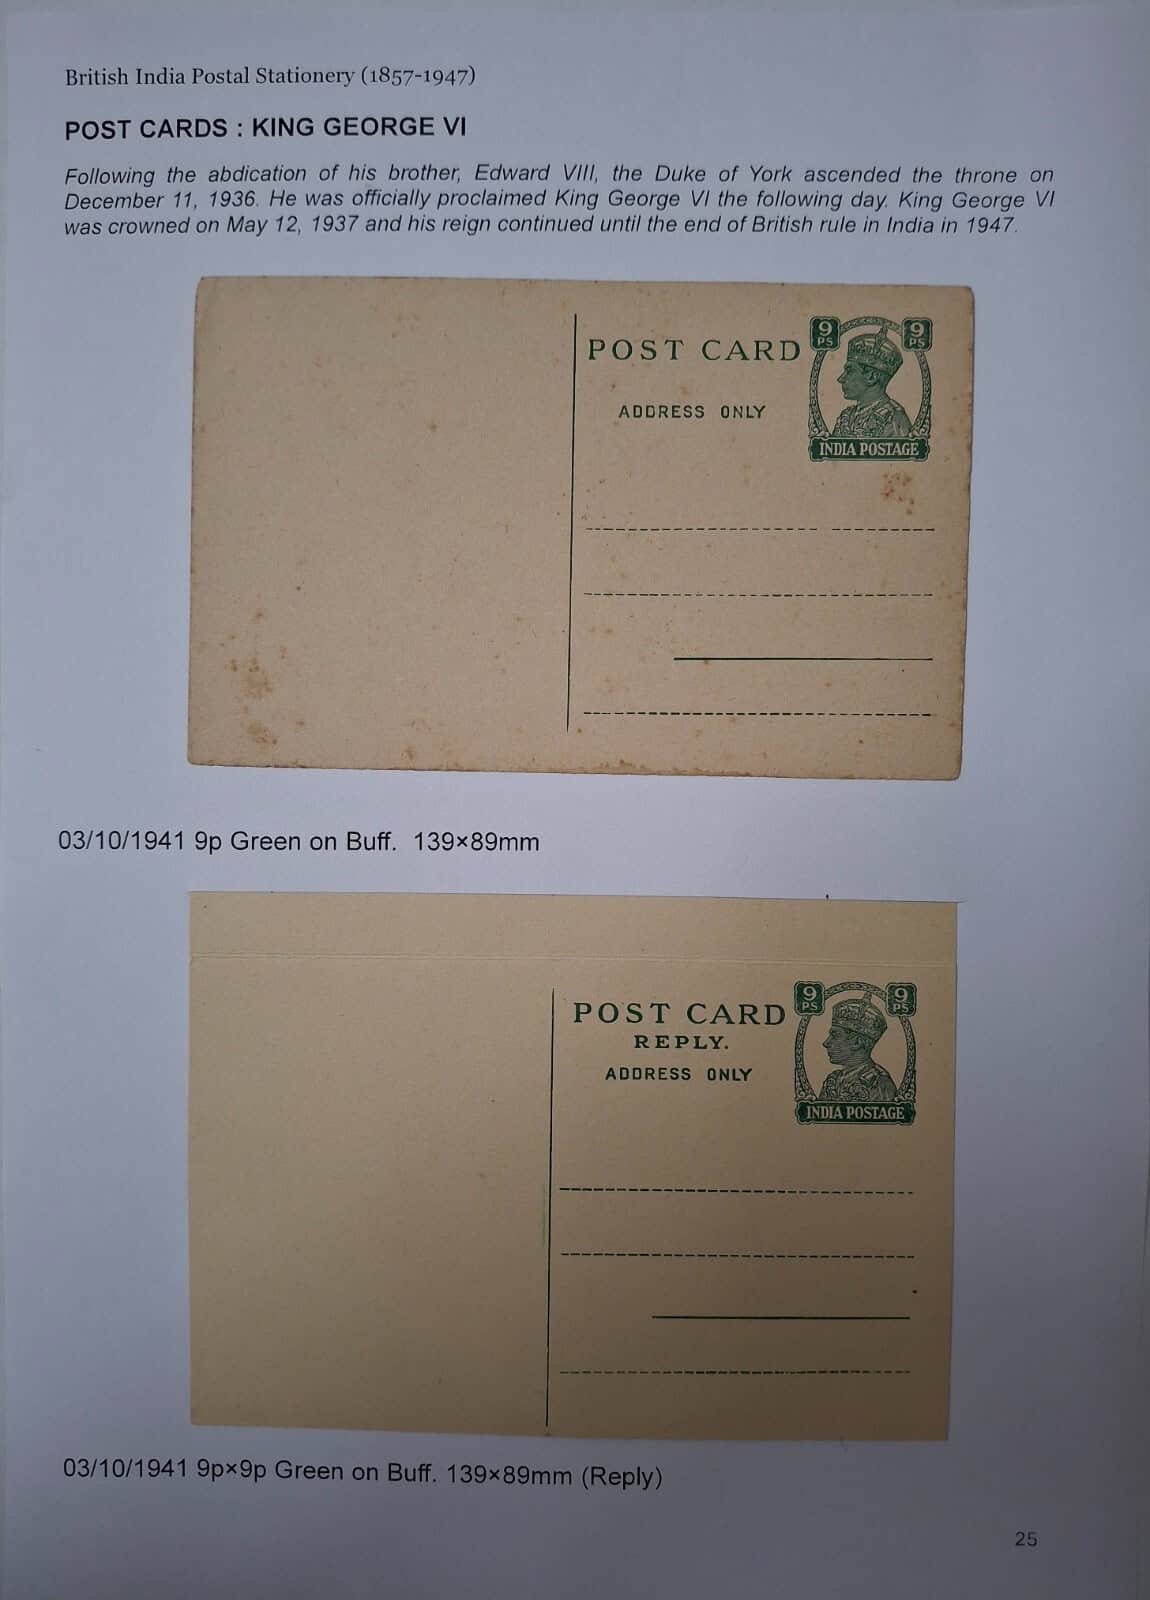 British India Postal Stationery (1857-1947)
POST CARDS : KING GEORGE VI
Following the abdication of his brother, Edward VIII, the Duke of York ascended the throne on
December 11, 1936. He was officially proclaimed King George VI the following day. King George VI
was crowned on May 12, 1937 and his reign continued until the end of British rule in India in 1947.
9 PS 9 PS
POST CARD
ADDRESS ONLY
INDIA POSTAGE
03/10/1941 9p Green on Buff. 139×89mm
9 PS 9 PS
POST CARD
REPLY.
ADDRESS ONLY
INDIA POSTAGE
03/10/1941 9p×9p Green on Buff. 139×89mm (Reply)
25